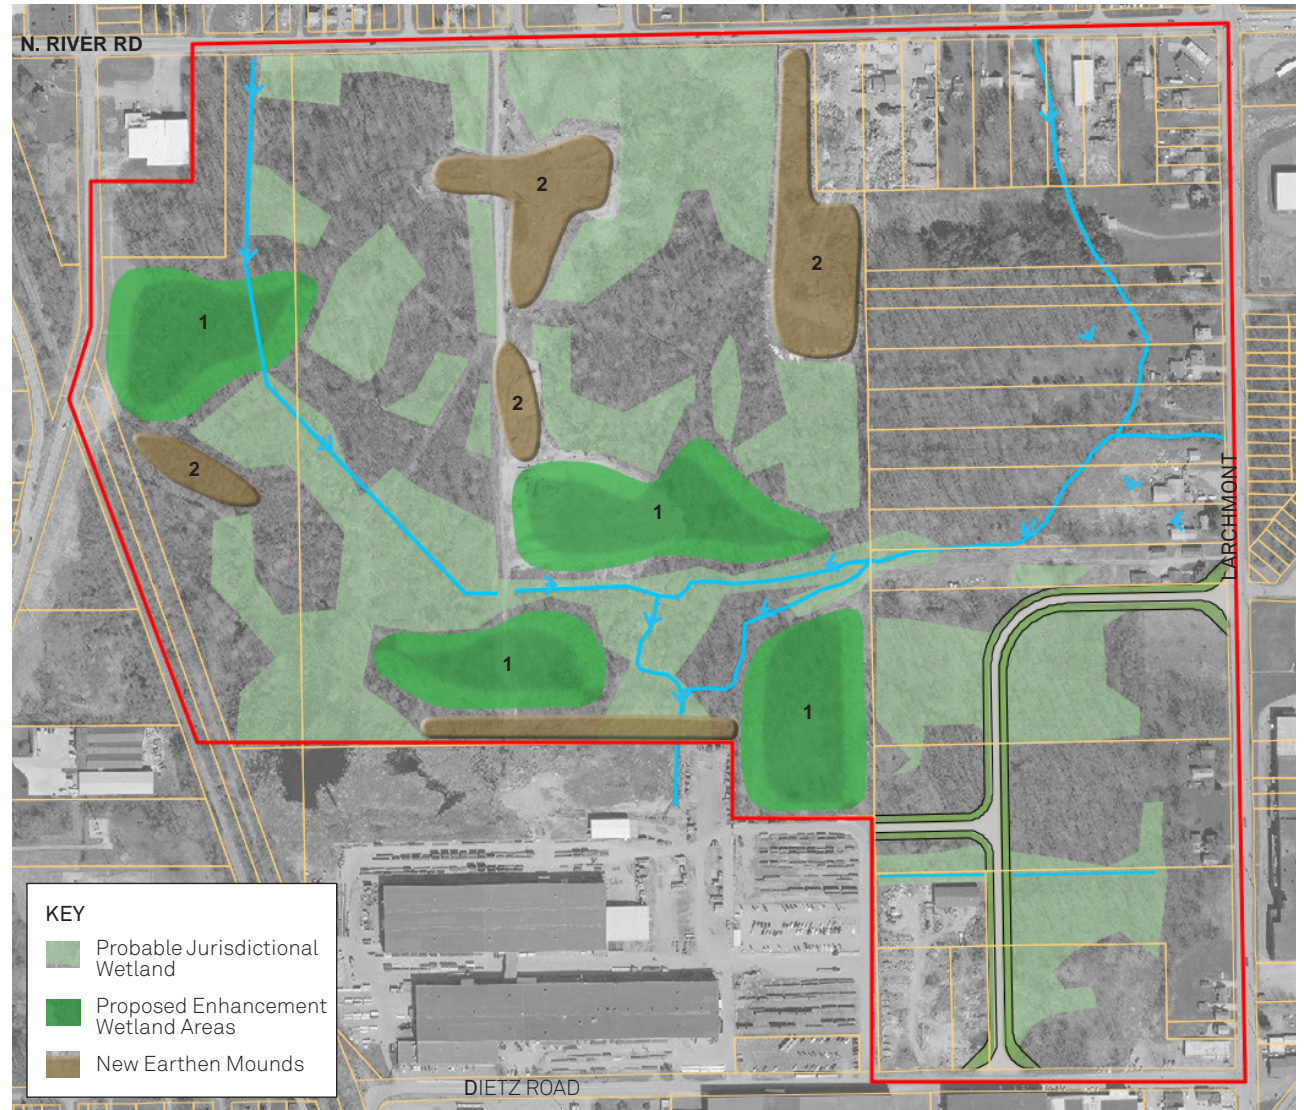 N. RIVER RD
2
2
1
2
2
1
LARCHMONT
1
1
KEY
Probable Jurisdictional
Wetland
Proposed Enhancement
Wetland Areas
New Earthen Mounds
DIETZ ROAD